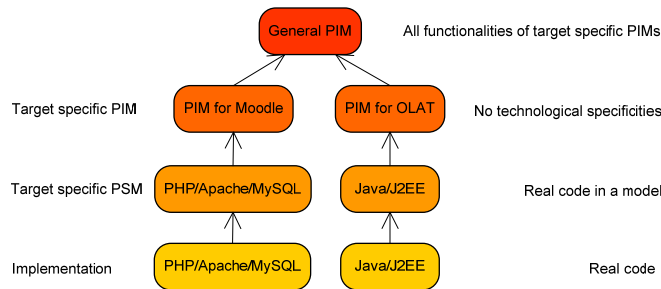 General PIM
All functionalities of target specific PIMs
Target specific PIM
PIM for Moodle
PIM for OLAT
No technological specificities
Target specific PSM
PHP/Apache/MySQL
Java/J2EE
Real code in a model
Implementation
PHP/Apache/MySQL
Java/J2EE
Real code